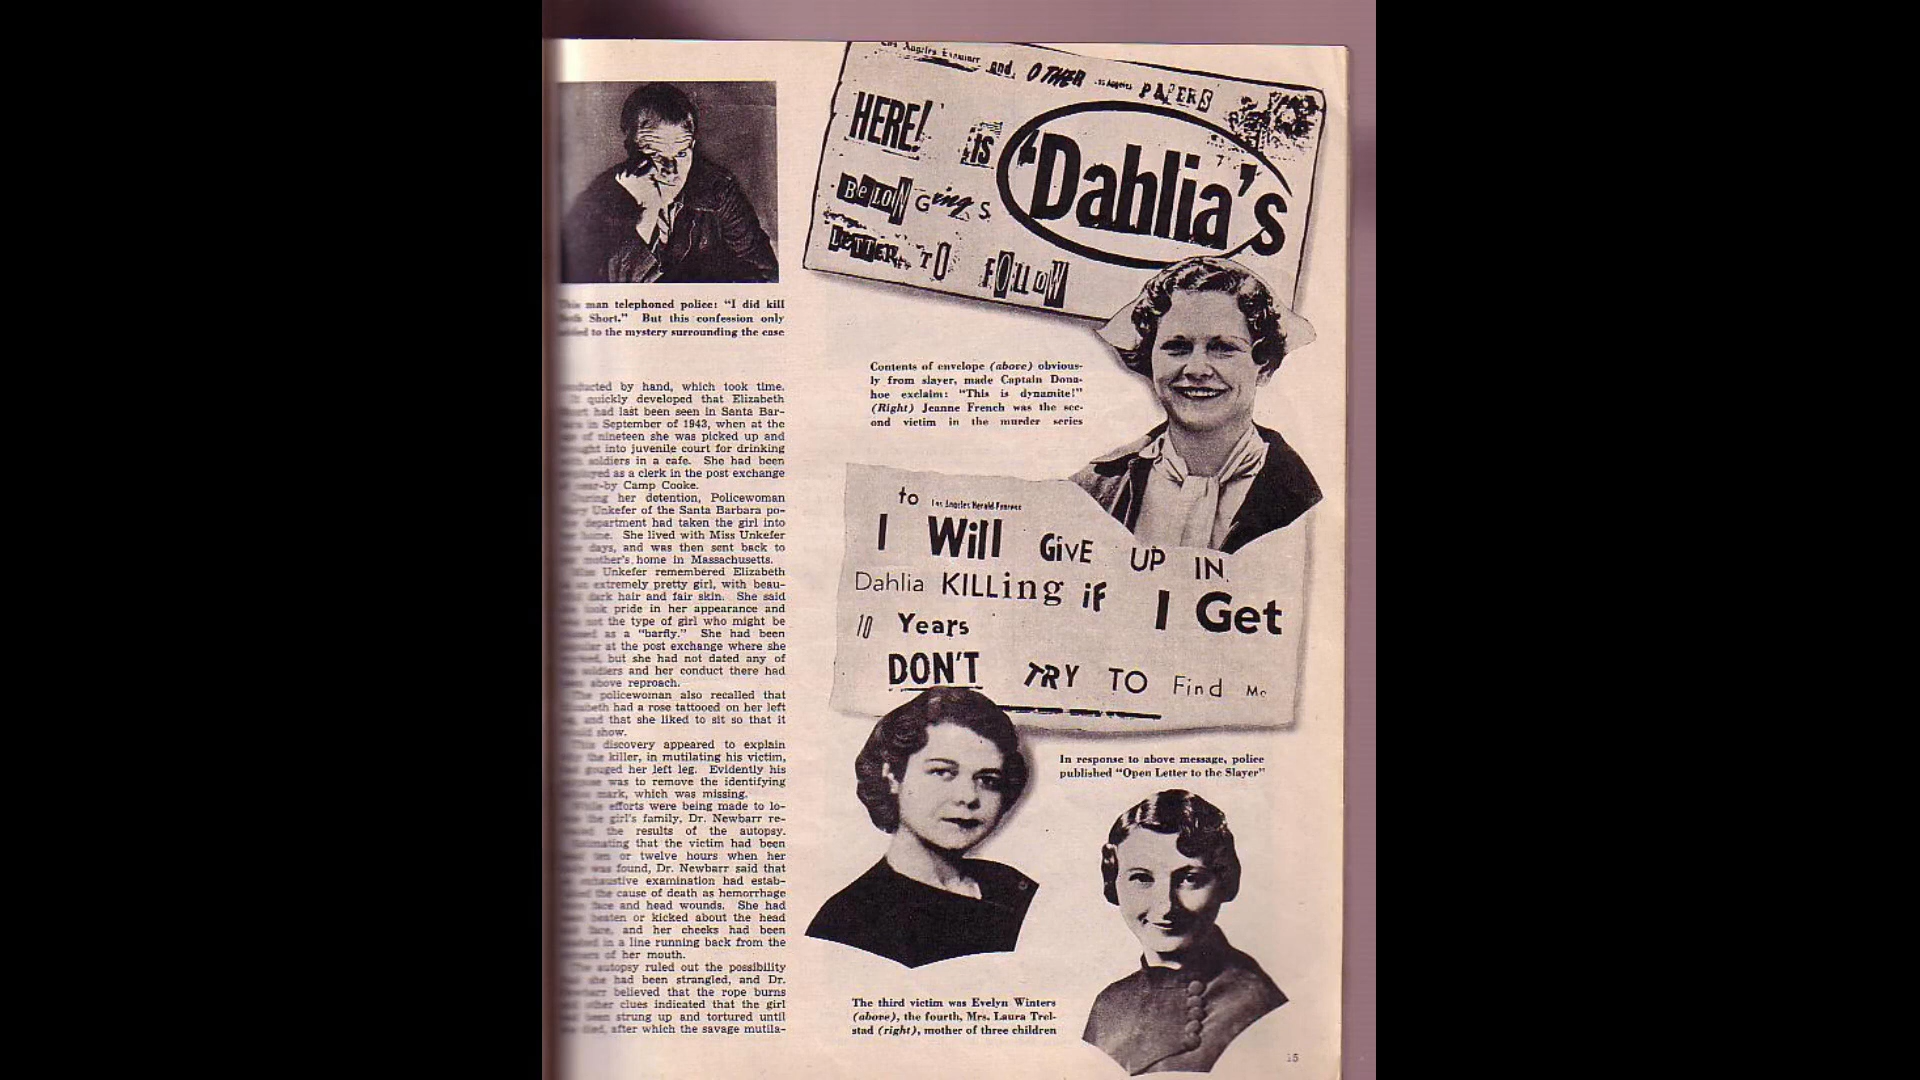 man telephoned police: "I did kill
Short." But this confession only
to the mystery surrounding the case
by hand, which took time.
quickly developed that Elizabeth
had last been seen in Santa Bar-
in September of 1943, when at the
of nineteen she was picked up and
into juvenile court for drinking
soldiers in a cafe. She had been
as a clerk in the post exchange
near-by Camp Cooke.
her detention, Policewoman
Unkefer of the Santa Barbara po-
department had taken the girl into
home. She lived with Miss Unkefer
days, and was then sent back to
mother's home in Massachusetts.
Unkefer remembered Elizabeth
extremely pretty girl, with beau-
dark hair and fair skin. She said
took pride in her appearance and
not the type of girl who might be
as a "barfly." She had been
at the post exchange where she
but she had not dated any of
soldiers and her conduct there had
above reproach.
policewoman also recalled that
had a rose tattooed on her left
and that she liked to sit so that it
show.
discovery appeared to explain
the killer, in mutilating his victim,
gouged her left leg. Evidently his
was to remove the identifying
mark, which was missing.
efforts were being made to lo-
the girl's family, Dr. Newbarr re-
the results of the autopsy.
that the victim had been
ten or twelve hours when her
was found, Dr. Newbarr said that
examination had estab-
the cause of death as hemorrhage
face and head wounds. She had
beaten or kicked about the head
face, and her cheeks had been
in a line running back from the
of her mouth.
autopsy ruled out the possibility
she had been strangled, and Dr.
believed that the rope burns
other clues indicated that the girl
been strung up and tortured until
died, after which the savage mutila-
Los Angeles Examiner and OTHER Los Angeles PAPERS
HERE! is 'Dahlia's
BeLONGings
LETTER TO FOLLOW
Contents of envelope (above) obvious-
ly from slayer, made Captain Dona-
hoe exclaim: "This is dynamite!"
(Right) Jeanne French was the sec-
ond victim in the murder series
to Los Angeles Herald Express
I Will GivE UP IN
Dahlia KILLing if I Get
10 Years
DON'T TRY TO Find Me
In response to above message, police
published "Open Letter to the Slayer"
The third victim was Evelyn Winters
(above), the fourth, Mrs. Laura Trel-
stad (right), mother of three children
15